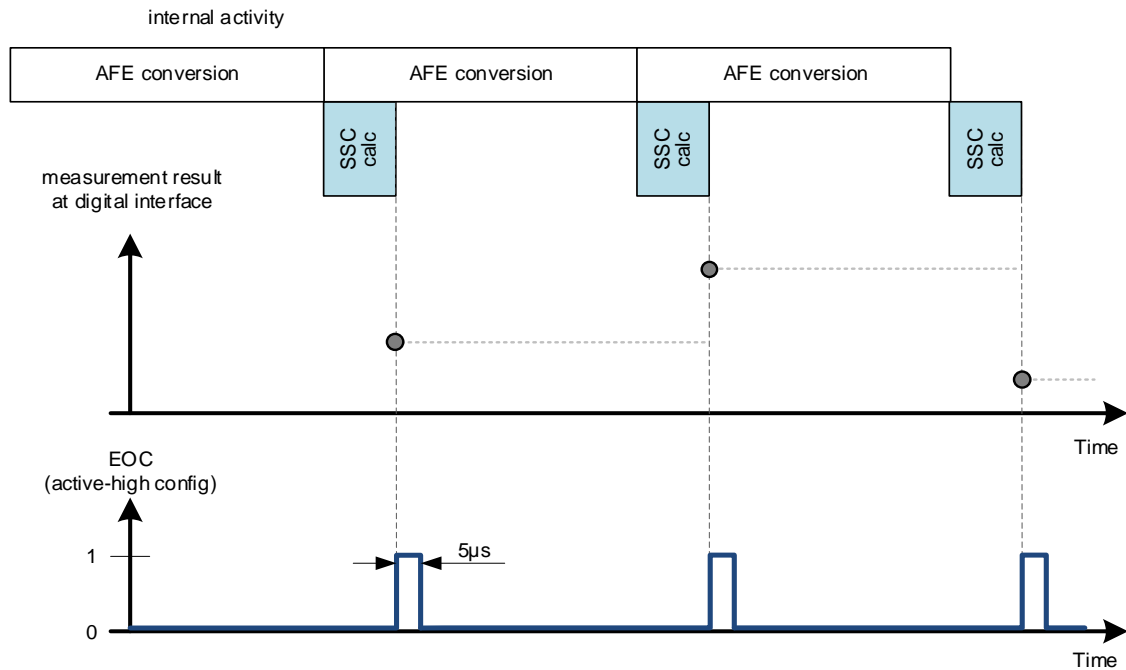 internal activity
AFE conversion
AFE conversion
AFE conversion
SSC
calc
SSC
calc
SSC
calc
measurement result
at digital interface
Time
EOC
(active-high config)
1
5µs
0
Time